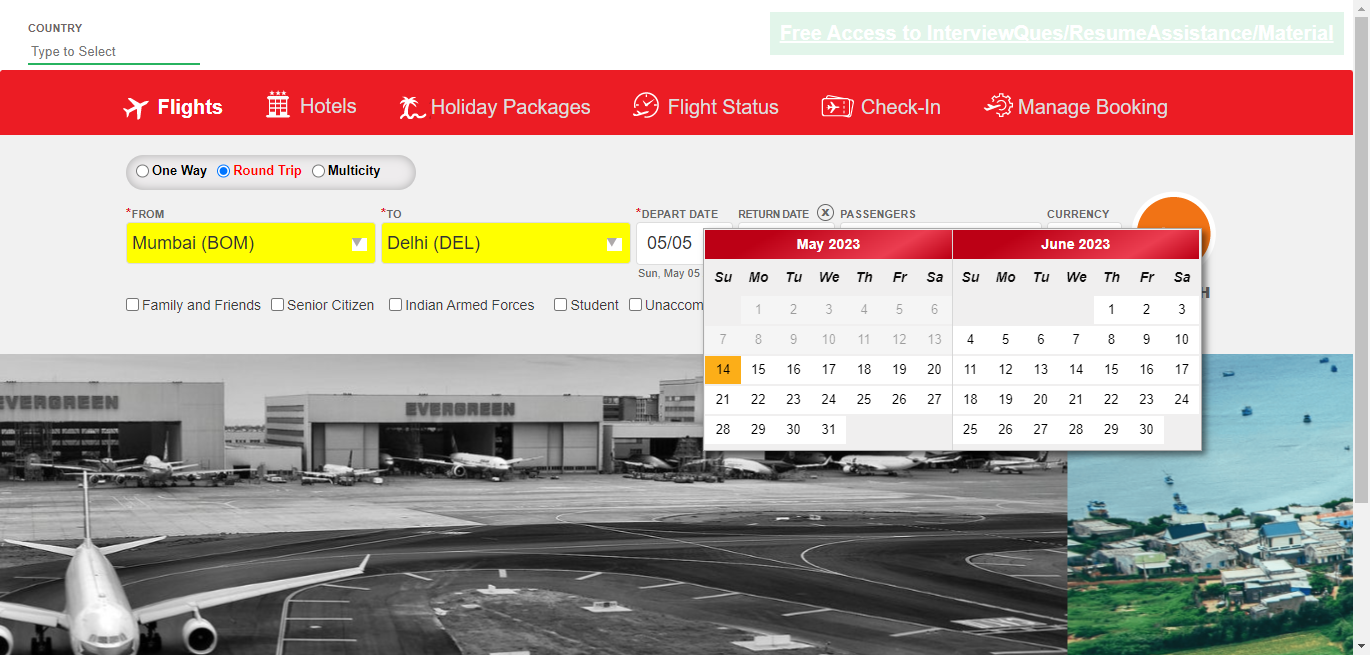 COUNTRY
Type to Select
Free Access to InterviewQues/ResumeAssistance/Material
Flights Hotels Holiday Packages Flight Status Check-In Manage Booking
One Way Round Trip Multicity
*FROM *TO *DEPART DATE RETURN DATE X PASSENGERS CURRENCY
Mumbai (BOM) Delhi (DEL) 05/05
Sun, May 05
Family and Friends Senior Citizen Indian Armed Forces Student Unaccom
H
May 2023 June 2023
Su Mo Tu We Th Fr Sa Su Mo Tu We Th Fr Sa
1 2 3 4 5 6 1 2 3
7 8 9 10 11 12 13 4 5 6 7 8 9 10
14 15 16 17 18 19 20 11 12 13 14 15 16 17
21 22 23 24 25 26 27 18 19 20 21 22 23 24
28 29 30 31 25 26 27 28 29 30
EVERGREEN EVERGREEN